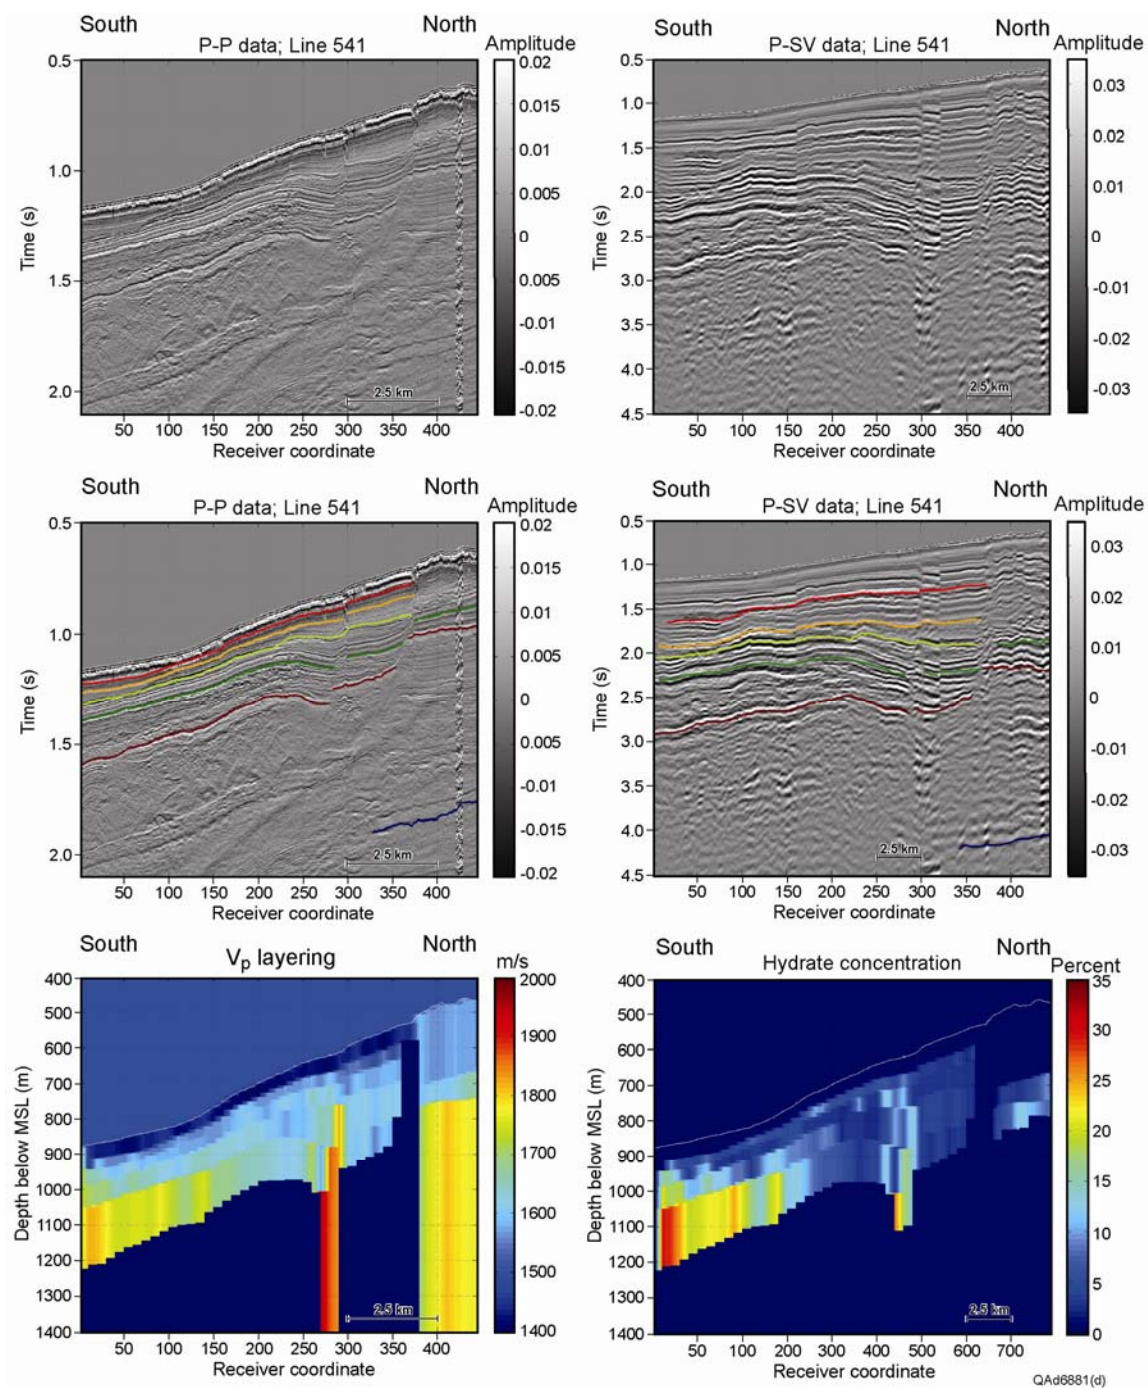 South North
P-P data; Line 541 Amplitude
0.5
1.0
1.5
2.0
Time (s)
0.02
0.015
0.01
0.005
0
-0.005
-0.01
-0.015
-0.02
2.5 km
50 100 150 200 250 300 350 400
Receiver coordinate
South North
P-SV data; Line 541 Amplitude
0.5
1.0
1.5
2.0
2.5
3.0
3.5
4.0
4.5
Time (s)
0.03
0.02
0.01
0
-0.01
-0.02
-0.03
2.5 km
50 100 150 200 250 300 350 400
Receiver coordinate
South North
P-P data; Line 541 Amplitude
0.5
1.0
1.5
2.0
Time (s)
0.02
0.015
0.01
0.005
0
-0.005
-0.01
-0.015
-0.02
2.5 km
50 100 150 200 250 300 350 400
Receiver coordinate
South North
P-SV data; Line 541 Amplitude
0.5
1.0
1.5
2.0
2.5
3.0
3.5
4.0
4.5
Time (s)
0.03
0.02
0.01
0
-0.01
-0.02
-0.03
2.5 km
50 100 150 200 250 300 350 400
Receiver coordinate
South North
Vp layering m/s
400
500
600
700
800
900
1000
1100
1200
1300
1400
Depth below MSL (m)
2000
1900
1800
1700
1600
1500
1400
2.5 km
50 100 150 200 250 300 350 400
Receiver coordinate
South North
Hydrate concentration Percent
400
500
600
700
800
900
1000
1100
1200
1300
1400
Depth below MSL (m)
35
30
25
20
15
10
5
0
2.5 km
100 200 300 400 500 600 700
Receiver coordinate
QAd6881(d)